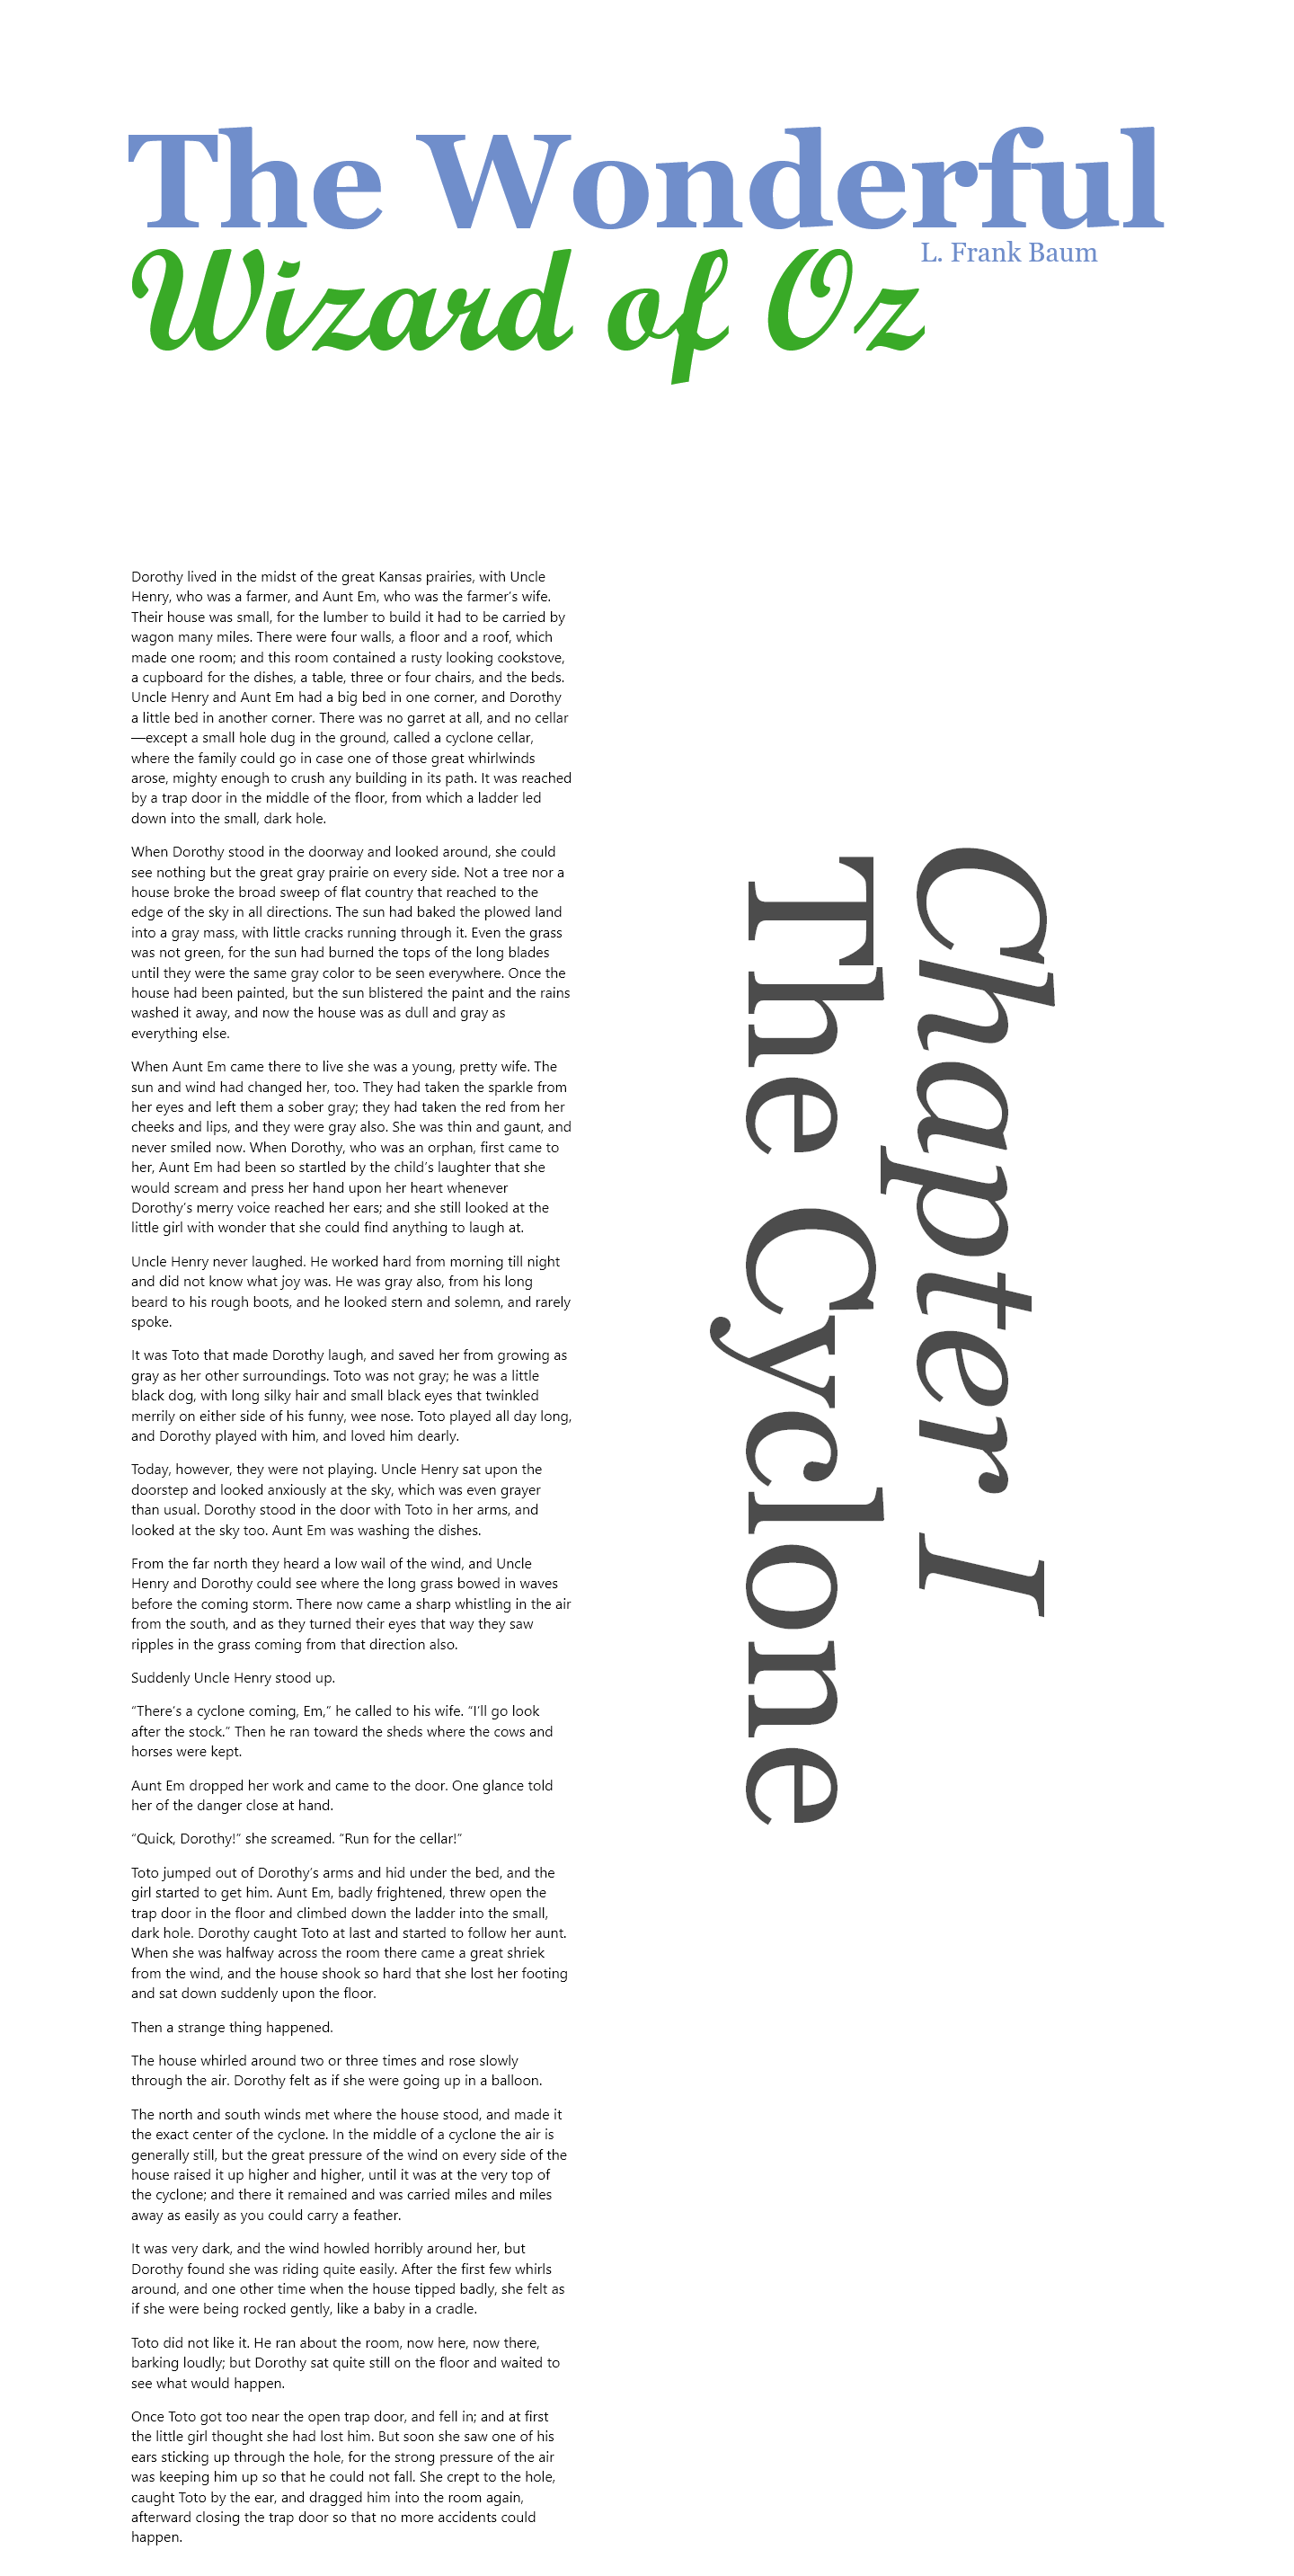 The Wonderful
Wizard of Oz
L. Frank Baum
Chapter I
The Cyclone
Dorothy lived in the midst of the great Kansas prairies, with Uncle
Henry, who was a farmer, and Aunt Em, who was the farmer’s wife.
Their house was small, for the lumber to build it had to be carried by
wagon many miles. There were four walls, a floor and a roof, which
made one room; and this room contained a rusty looking cookstove,
a cupboard for the dishes, a table, three or four chairs, and the beds.
Uncle Henry and Aunt Em had a big bed in one corner, and Dorothy
a little bed in another corner. There was no garret at all, and no cellar
—except a small hole dug in the ground, called a cyclone cellar,
where the family could go in case one of those great whirlwinds
arose, mighty enough to crush any building in its path. It was reached
by a trap door in the middle of the floor, from which a ladder led
down into the small, dark hole.
When Dorothy stood in the doorway and looked around, she could
see nothing but the great gray prairie on every side. Not a tree nor a
house broke the broad sweep of flat country that reached to the
edge of the sky in all directions. The sun had baked the plowed land
into a gray mass, with little cracks running through it. Even the grass
was not green, for the sun had burned the tops of the long blades
until they were the same gray color to be seen everywhere. Once the
house had been painted, but the sun blistered the paint and the rains
washed it away, and now the house was as dull and gray as
everything else.
When Aunt Em came there to live she was a young, pretty wife. The
sun and wind had changed her, too. They had taken the sparkle from
her eyes and left them a sober gray; they had taken the red from her
cheeks and lips, and they were gray also. She was thin and gaunt, and
never smiled now. When Dorothy, who was an orphan, first came to
her, Aunt Em had been so startled by the child’s laughter that she
would scream and press her hand upon her heart whenever
Dorothy’s merry voice reached her ears; and she still looked at the
little girl with wonder that she could find anything to laugh at.
Uncle Henry never laughed. He worked hard from morning till night
and did not know what joy was. He was gray also, from his long
beard to his rough boots, and he looked stern and solemn, and rarely
spoke.
It was Toto that made Dorothy laugh, and saved her from growing as
gray as her other surroundings. Toto was not gray; he was a little
black dog, with long silky hair and small black eyes that twinkled
merrily on either side of his funny, wee nose. Toto played all day long,
and Dorothy played with him, and loved him dearly.
Today, however, they were not playing. Uncle Henry sat upon the
doorstep and looked anxiously at the sky, which was even grayer
than usual. Dorothy stood in the door with Toto in her arms, and
looked at the sky too. Aunt Em was washing the dishes.
From the far north they heard a low wail of the wind, and Uncle
Henry and Dorothy could see where the long grass bowed in waves
before the coming storm. There now came a sharp whistling in the air
from the south, and as they turned their eyes that way they saw
ripples in the grass coming from that direction also.
Suddenly Uncle Henry stood up.
“There’s a cyclone coming, Em,” he called to his wife. “I’ll go look
after the stock.” Then he ran toward the sheds where the cows and
horses were kept.
Aunt Em dropped her work and came to the door. One glance told
her of the danger close at hand.
“Quick, Dorothy!” she screamed. “Run for the cellar!”
Toto jumped out of Dorothy’s arms and hid under the bed, and the
girl started to get him. Aunt Em, badly frightened, threw open the
trap door in the floor and climbed down the ladder into the small,
dark hole. Dorothy caught Toto at last and started to follow her aunt.
When she was halfway across the room there came a great shriek
from the wind, and the house shook so hard that she lost her footing
and sat down suddenly upon the floor.
Then a strange thing happened.
The house whirled around two or three times and rose slowly
through the air. Dorothy felt as if she were going up in a balloon.
The north and south winds met where the house stood, and made it
the exact center of the cyclone. In the middle of a cyclone the air is
generally still, but the great pressure of the wind on every side of the
house raised it up higher and higher, until it was at the very top of
the cyclone; and there it remained and was carried miles and miles
away as easily as you could carry a feather.
It was very dark, and the wind howled horribly around her, but
Dorothy found she was riding quite easily. After the first few whirls
around, and one other time when the house tipped badly, she felt as
if she were being rocked gently, like a baby in a cradle.
Toto did not like it. He ran about the room, now here, now there,
barking loudly; but Dorothy sat quite still on the floor and waited to
see what would happen.
Once Toto got too near the open trap door, and fell in; and at first
the little girl thought she had lost him. But soon she saw one of his
ears sticking up through the hole, for the strong pressure of the air
was keeping him up so that he could not fall. She crept to the hole,
caught Toto by the ear, and dragged him into the room again,
afterward closing the trap door so that no more accidents could
happen.